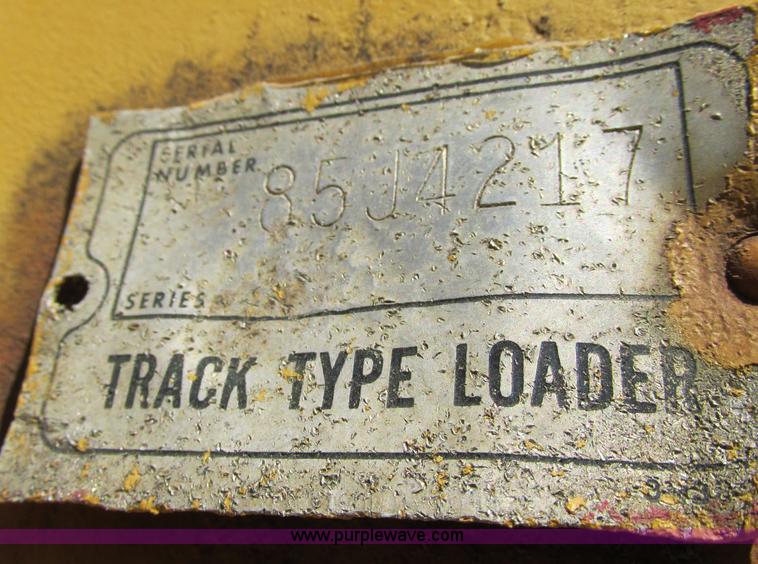 SERIAL
NUMBER
85J4217
SERIES
TRACK TYPE LOADER
www.purplewave.com